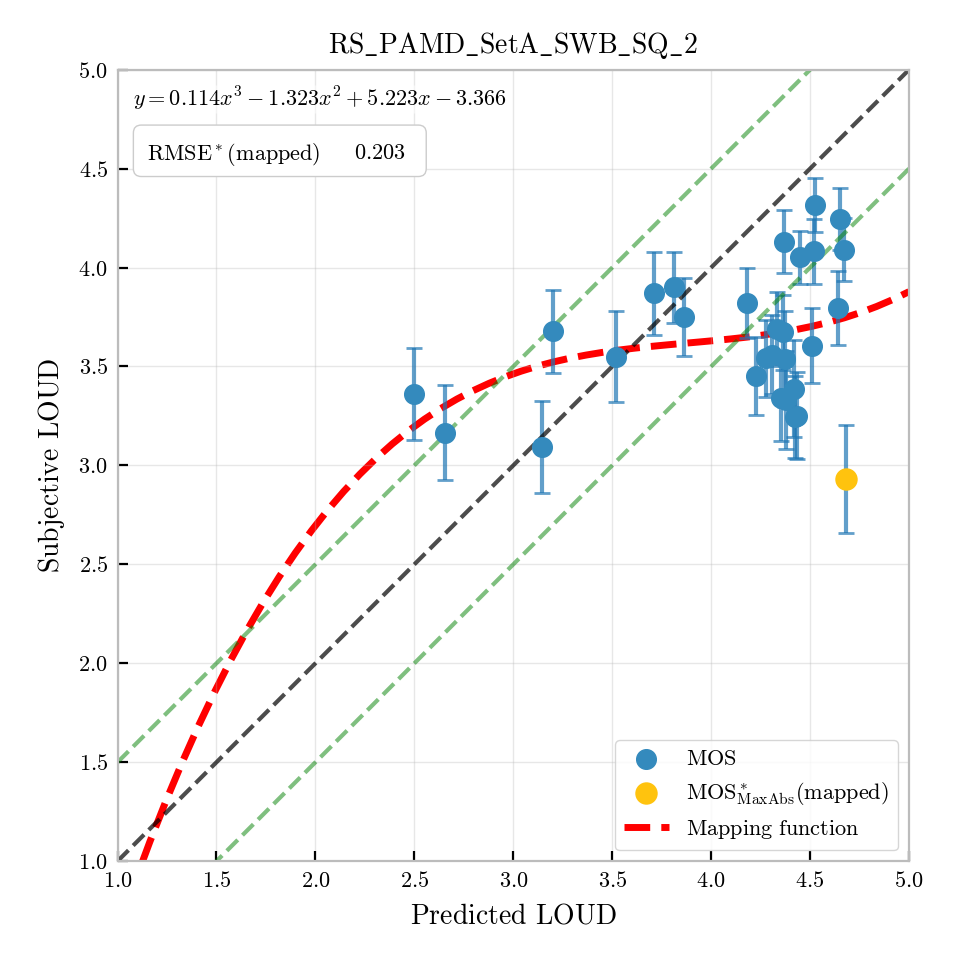 RS_PAMD_SetA_SWB_SQ_2
y = 0.114x³ − 1.323x² + 5.223x − 3.366
RMSE*(mapped) 0.203
Subjective LOUD
5.0
4.5
4.0
3.5
3.0
2.5
2.0
1.5
1.0
MOS
MOS*MaxAbs(mapped)
Mapping function
1.0 1.5 2.0 2.5 3.0 3.5 4.0 4.5 5.0
Predicted LOUD